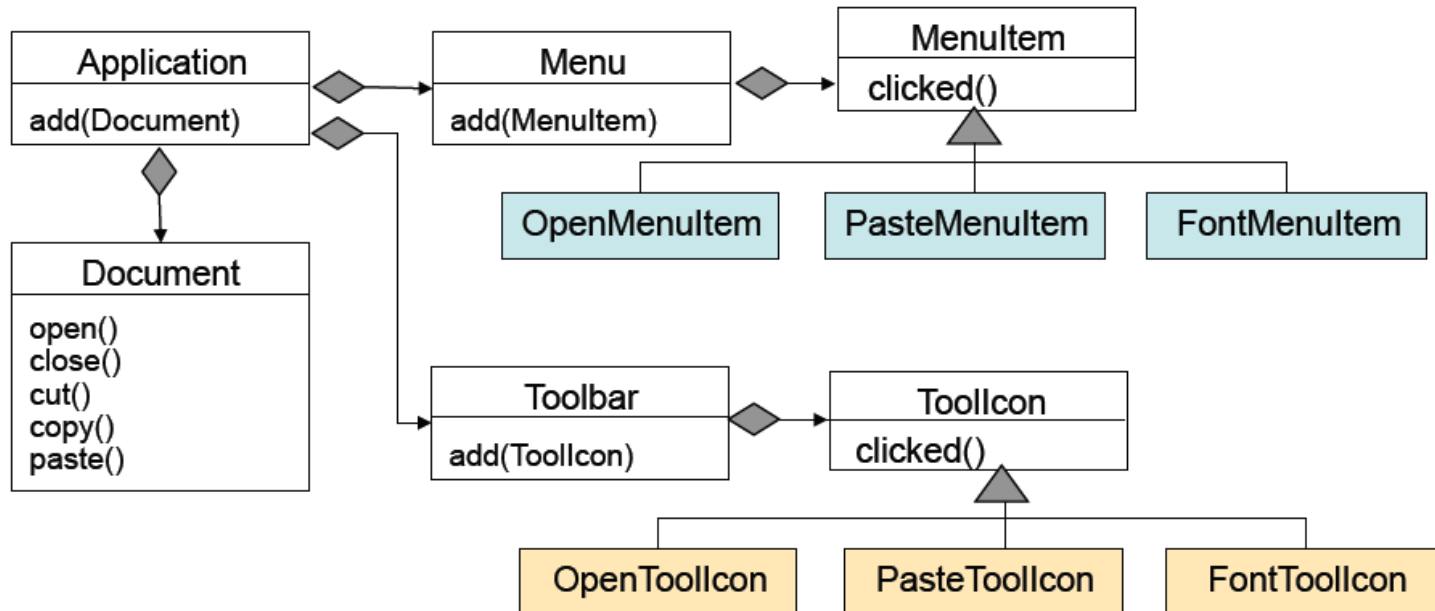 Application
add(Document)
Menu
add(MenuItem)
MenuItem
clicked()
OpenMenuItem
PasteMenuItem
FontMenuItem
Document
open()
close()
cut()
copy()
paste()
Toolbar
add(ToolIcon)
ToolIcon
clicked()
OpenToolIcon
PasteToolIcon
FontToolIcon